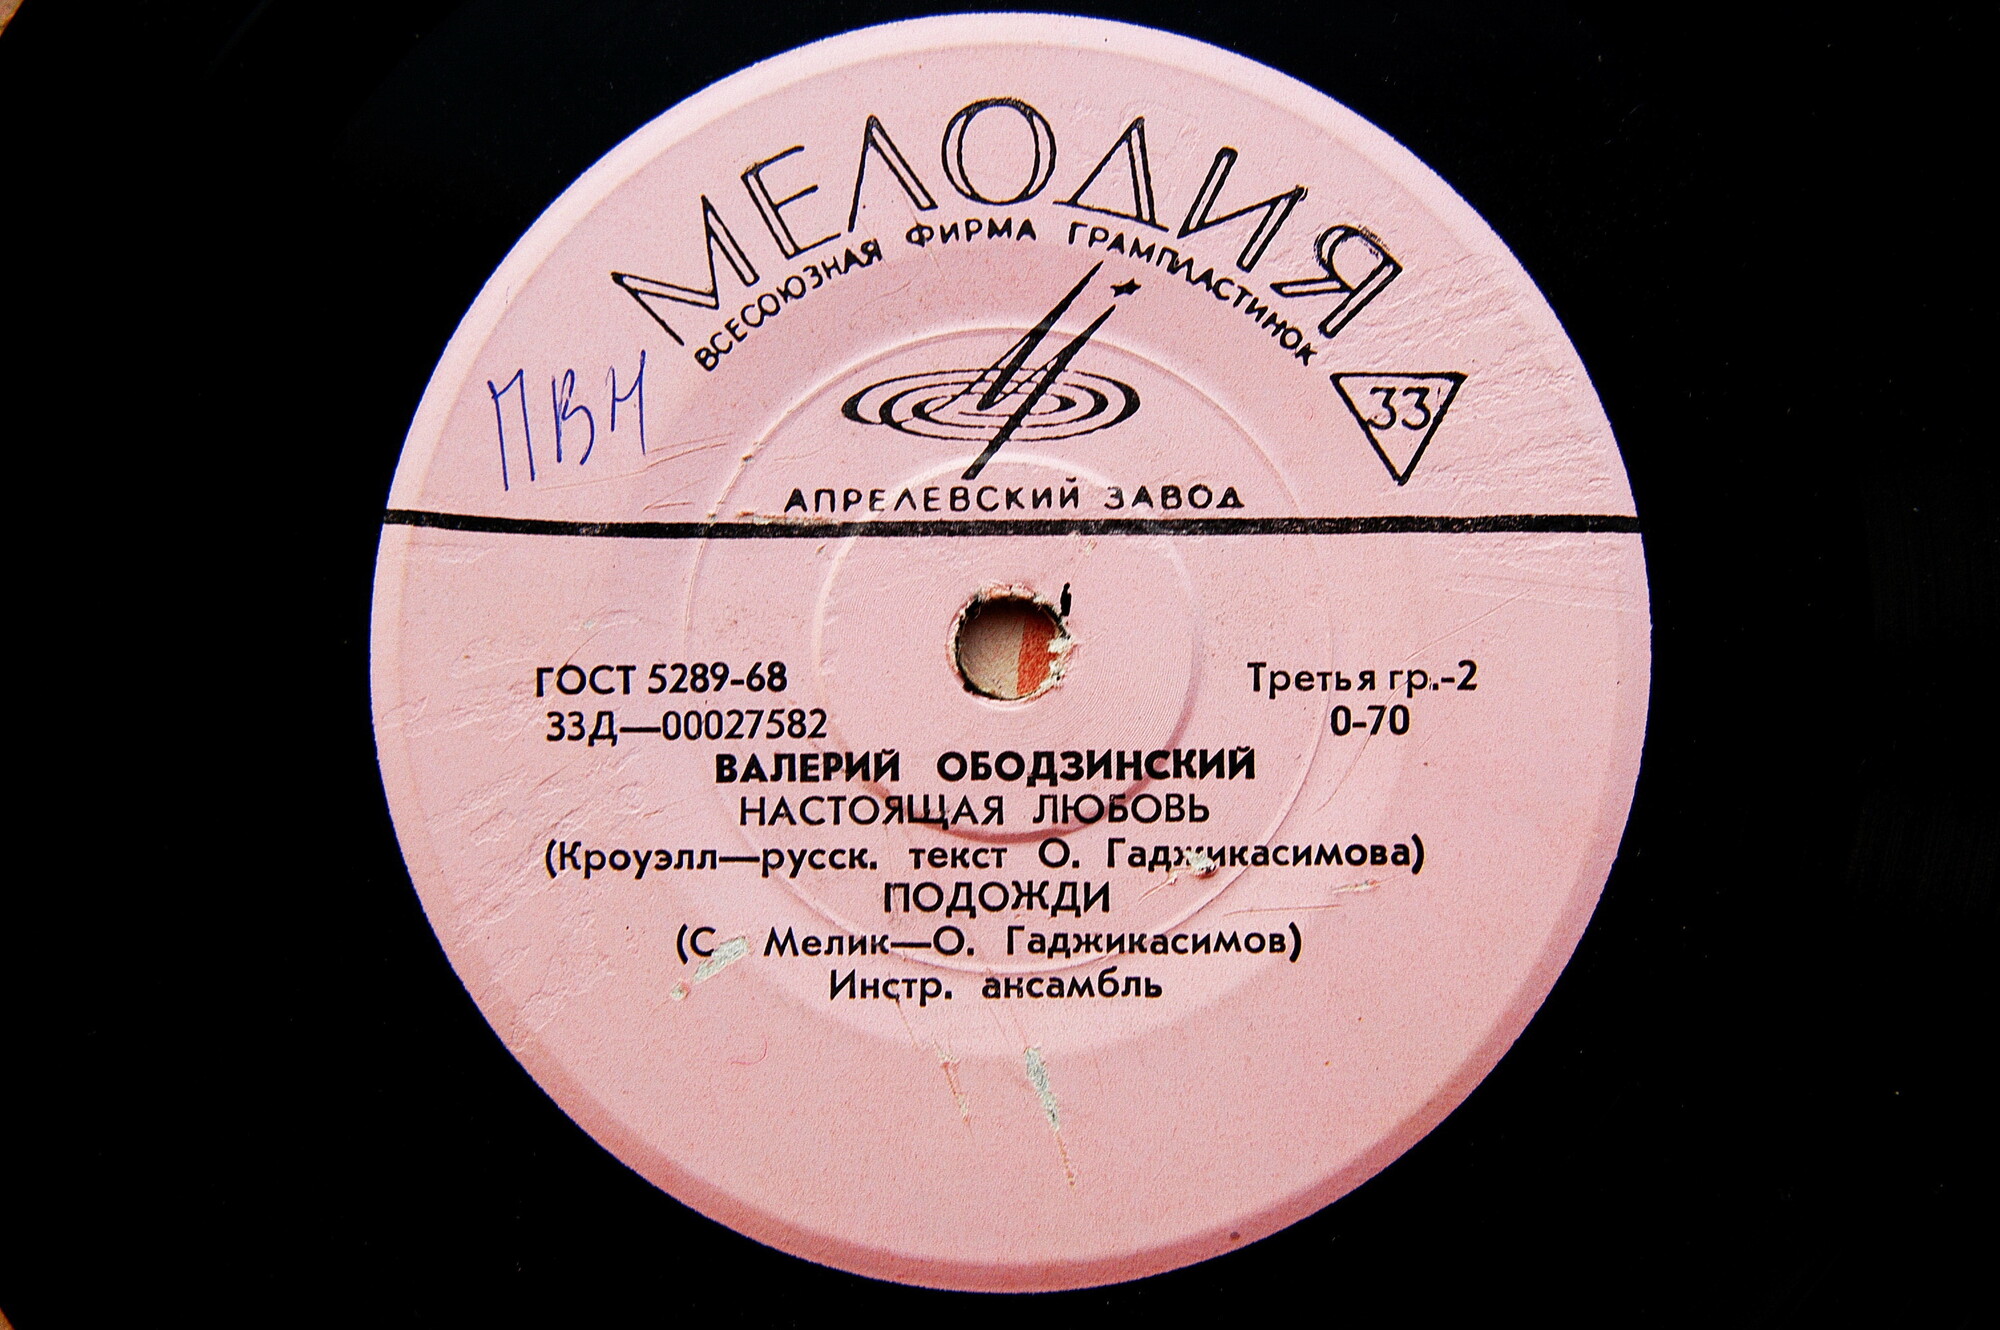 МЕЛОДИЯ
ВСЕСОЮЗНАЯ ФИРМА ГРАМПЛАСТИНОК
33
АПРЕЛЕВСКИЙ ЗАВОД
ГОСТ 5289-68
Третья гр.-2
33Д—00027582
0-70
ВАЛЕРИЙ ОБОДЗИНСКИЙ
НАСТОЯЩАЯ ЛЮБОВЬ
(Кроуэлл—русск. текст О. Гаджикасимова)
ПОДОЖДИ
(С. Мелик—О. Гаджикасимов)
Инстр. ансамбль